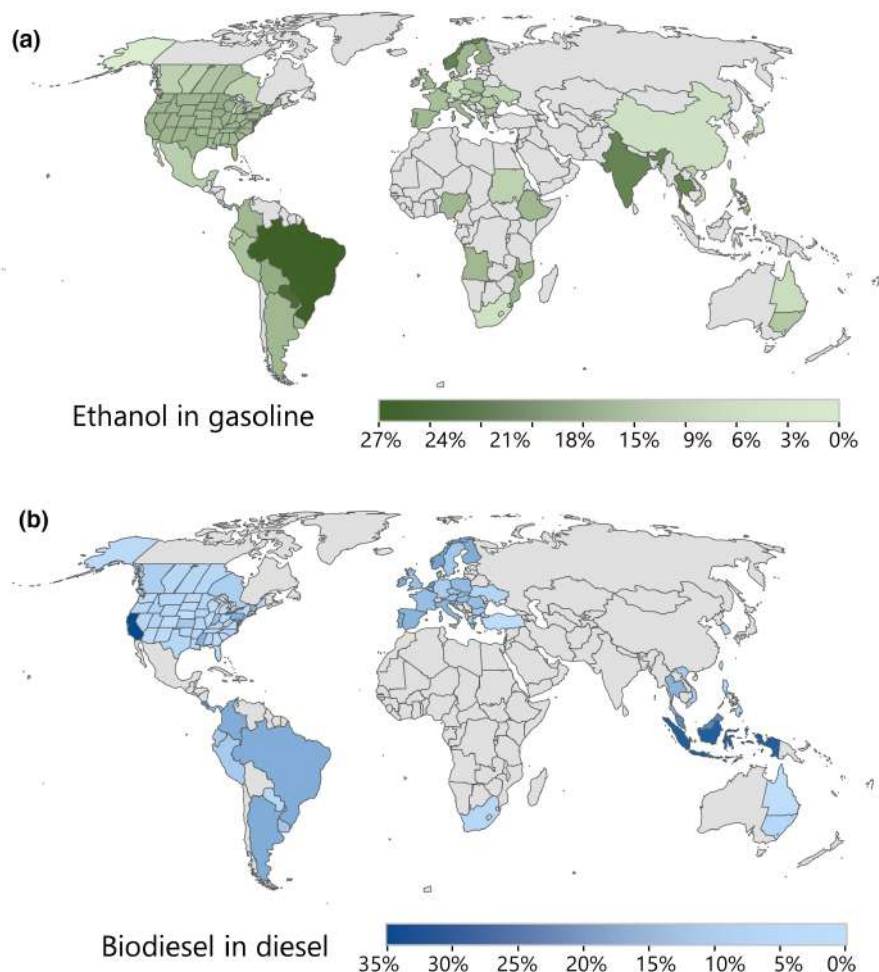 (a)
Ethanol in gasoline
27% 24% 21% 18% 15% 9% 6% 3% 0%
(b)
Biodiesel in diesel
35% 30% 25% 20% 15% 10% 5% 0%